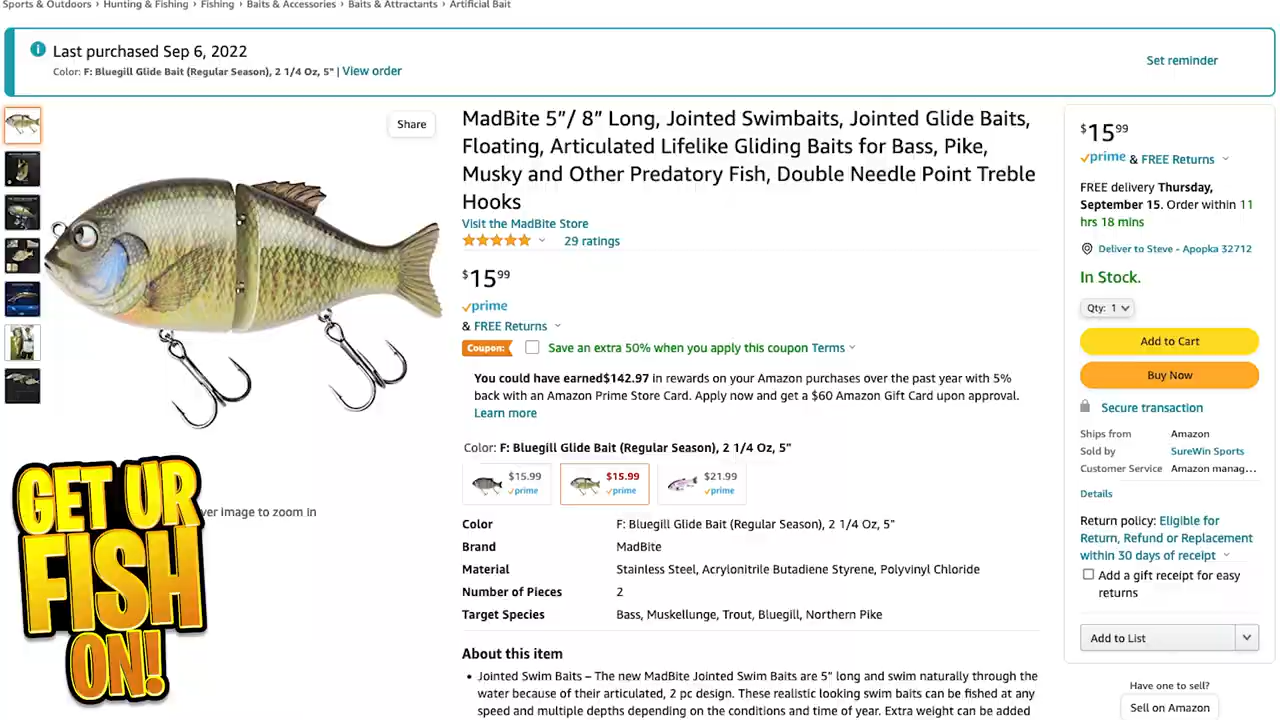 Sports & Outdoors › Hunting & Fishing › Fishing › Baits & Accessories › Baits & Attractants › Artificial Bait
Last purchased Sep 6, 2022
Color: F: Bluegill Glide Bait (Regular Season), 2 1/4 Oz, 5" | View order
Set reminder
Share
MadBite 5”/ 8” Long, Jointed Swimbaits, Jointed Glide Baits,
Floating, Articulated Lifelike Gliding Baits for Bass, Pike,
Musky and Other Predatory Fish, Double Needle Point Treble
Hooks
Visit the MadBite Store
29 ratings
$15 99
prime
& FREE Returns
Coupon: Save an extra 50% when you apply this coupon Terms
You could have earned$142.97 in rewards on your Amazon purchases over the past year with 5%
back with an Amazon Prime Store Card. Apply now and get a $60 Amazon Gift Card upon approval.
Learn more
Color: F: Bluegill Glide Bait (Regular Season), 2 1/4 Oz, 5"
$15.99 prime
$15.99 prime
$21.99 prime
Color F: Bluegill Glide Bait (Regular Season), 2 1/4 Oz, 5"
Brand MadBite
Material Stainless Steel, Acrylonitrile Butadiene Styrene, Polyvinyl Chloride
Number of Pieces 2
Target Species Bass, Muskellunge, Trout, Bluegill, Northern Pike
About this item
• Jointed Swim Baits – The new MadBite Jointed Swim Baits are 5” long and swim naturally through the
water because of their articulated, 2 pc design. These realistic looking swim baits can be fished at any
speed and multiple depths depending on the conditions and time of year. Extra weight can be added
$15 99
prime & FREE Returns
FREE delivery Thursday,
September 15. Order within 11
hrs 18 mins
Deliver to Steve - Apopka 32712
In Stock.
Qty: 1
Add to Cart
Buy Now
Secure transaction
Ships from Amazon
Sold by SureWin Sports
Customer Service Amazon manag...
Details
Return policy: Eligible for
Return, Refund or Replacement
within 30 days of receipt
Add a gift receipt for easy
returns
Add to List
Have one to sell?
Sell on Amazon
ver image to zoom in
GET UR
FISH
ON!